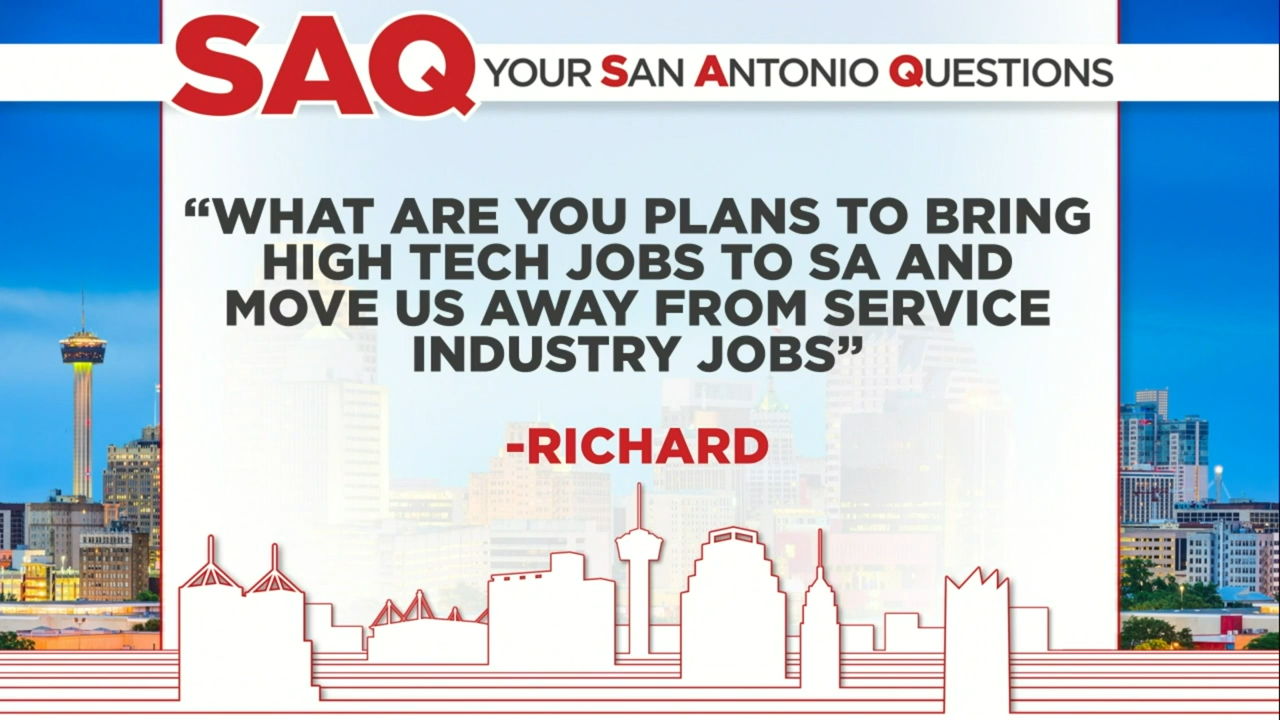 SAQ YOUR SAN ANTONIO QUESTIONS
“WHAT ARE YOU PLANS TO BRING
HIGH TECH JOBS TO SA AND
MOVE US AWAY FROM SERVICE
INDUSTRY JOBS”
-RICHARD